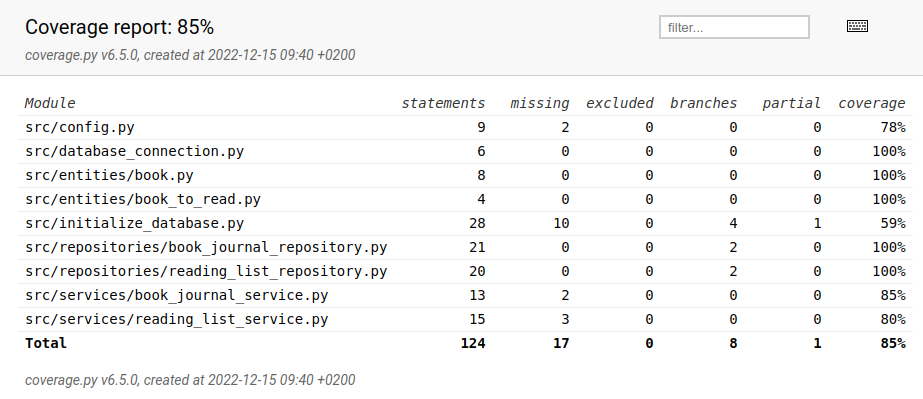 Coverage report: 85%
filter...
coverage.py v6.5.0, created at 2022-12-15 09:40 +0200
Module statements missing excluded branches partial coverage
src/config.py 9 2 0 0 0 78%
src/database_connection.py 6 0 0 0 0 100%
src/entities/book.py 8 0 0 0 0 100%
src/entities/book_to_read.py 4 0 0 0 0 100%
src/initialize_database.py 28 10 0 4 1 59%
src/repositories/book_journal_repository.py 21 0 0 2 0 100%
src/repositories/reading_list_repository.py 20 0 0 2 0 100%
src/services/book_journal_service.py 13 2 0 0 0 85%
src/services/reading_list_service.py 15 3 0 0 0 80%
Total 124 17 0 8 1 85%
coverage.py v6.5.0, created at 2022-12-15 09:40 +0200